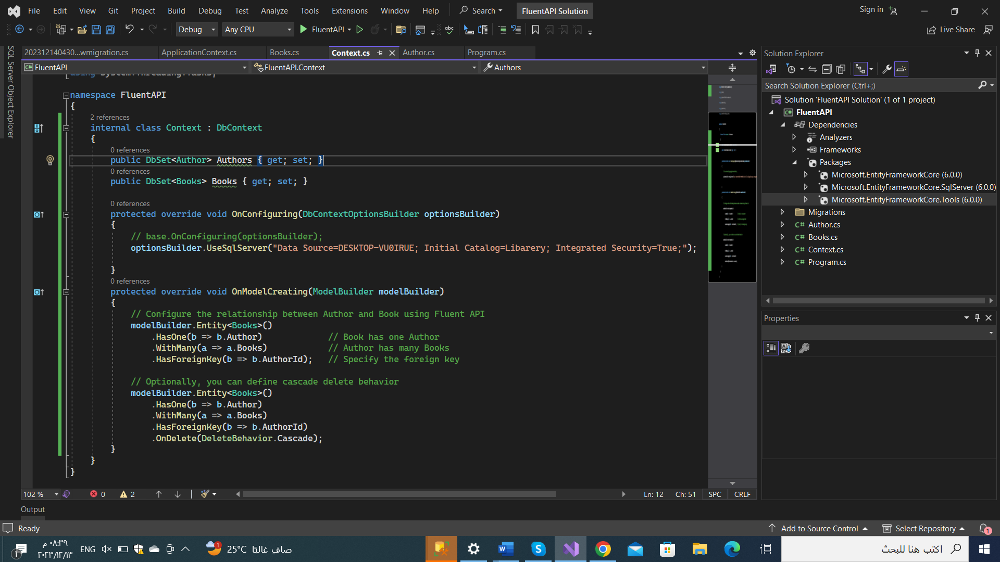 File Edit View Git Project Build Debug Test Analyze Tools Extensions Window Help Search FluentAPI Solution Sign in
Debug Any CPU FluentAPI Live Share
SQL Server Object Explorer
202312140430...wmigration.cs ApplicationContext.cs Books.cs Context.cs Author.cs Program.cs
FluentAPI FluentAPI.Context Authors
using System.Threading.Tasks;
namespace FluentAPI
{
2 references
internal class Context : DbContext
{
0 references
public DbSet<Author> Authors { get; set; }
0 references
public DbSet<Books> Books { get; set; }
0 references
protected override void OnConfiguring(DbContextOptionsBuilder optionsBuilder)
{
// base.OnConfiguring(optionsBuilder);
optionsBuilder.UseSqlServer("Data Source=DESKTOP-VU0IRUE; Initial Catalog=Libarery; Integrated Security=True;");
}
0 references
protected override void OnModelCreating(ModelBuilder modelBuilder)
{
// Configure the relationship between Author and Book using Fluent API
modelBuilder.Entity<Books>()
.HasOne(b => b.Author) // Book has one Author
.WithMany(a => a.Books) // Author has many Books
.HasForeignKey(b => b.AuthorId); // Specify the foreign key
// Optionally, you can define cascade delete behavior
modelBuilder.Entity<Books>()
.HasOne(b => b.Author)
.WithMany(a => a.Books)
.HasForeignKey(b => b.AuthorId)
.OnDelete(DeleteBehavior.Cascade);
}
}
}
102 % 0 2 Ln: 12 Ch: 51 SPC CRLF
Output
Solution Explorer
Search Solution Explorer (Ctrl+;)
Solution 'FluentAPI Solution' (1 of 1 project)
FluentAPI
Dependencies
Analyzers
Frameworks
Packages
Microsoft.EntityFrameworkCore (6.0.0)
Microsoft.EntityFrameworkCore.SqlServer (6.0.0)
Microsoft.EntityFrameworkCore.Tools (6.0.0)
Migrations
Author.cs
Books.cs
Context.cs
Program.cs
Properties
Ready Add to Source Control Select Repository 1
1 ٠٨:٣٩ م ENG 1 25°C صافٍ غالبًا اكتب هنا للبحث
٢٠٢٣/١٢/١٣